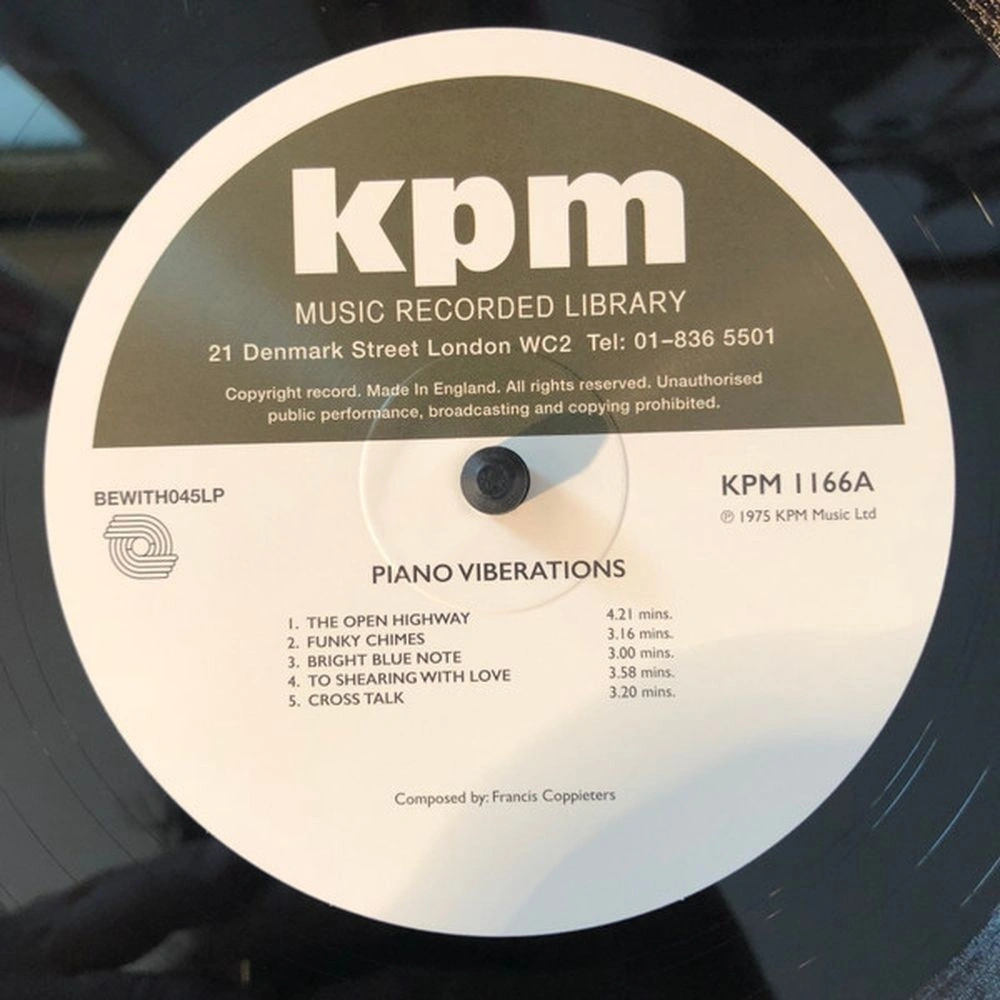 kpm
MUSIC RECORDED LIBRARY
21 Denmark Street London WC2 Tel: 01-836 5501
Copyright record. Made In England. All rights reserved. Unauthorised
public performance, broadcasting and copying prohibited.
BEWITH045LP
KPM 1166A
℗ 1975 KPM Music Ltd
PIANO VIBERATIONS
1. THE OPEN HIGHWAY 4.21 mins.
2. FUNKY CHIMES 3.16 mins.
3. BRIGHT BLUE NOTE 3.00 mins.
4. TO SHEARING WITH LOVE 3.58 mins.
5. CROSS TALK 3.20 mins.
Composed by: Francis Coppieters